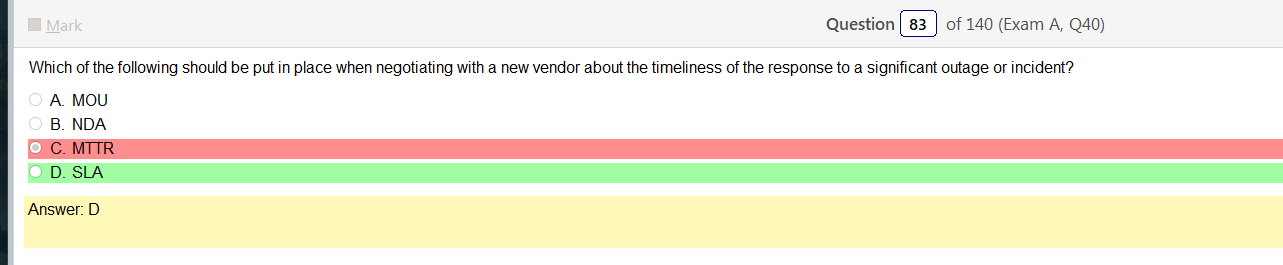 Mark
Question 83 of 140 (Exam A, Q40)
Which of the following should be put in place when negotiating with a new vendor about the timeliness of the response to a significant outage or incident?
A. MOU
B. NDA
C. MTTR
D. SLA
Answer: D